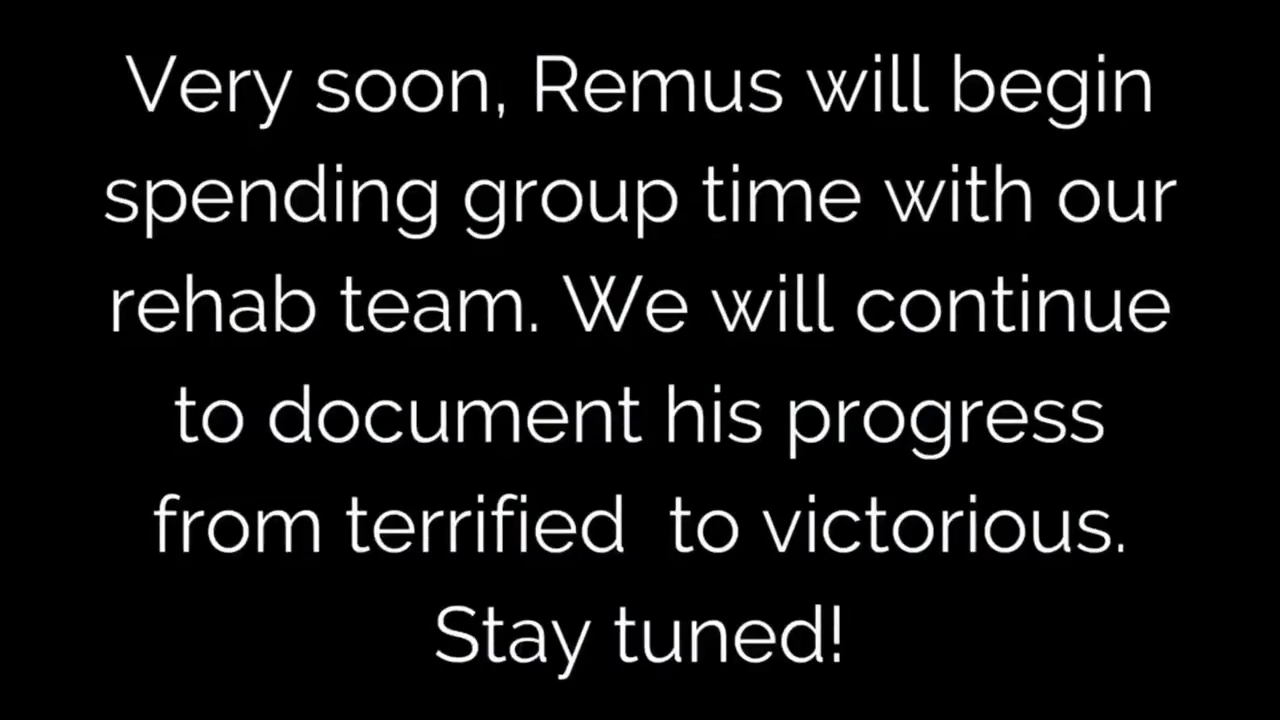 Very soon, Remus will begin
spending group time with our
rehab team. We will continue
to document his progress
from terrified  to victorious.
Stay tuned!